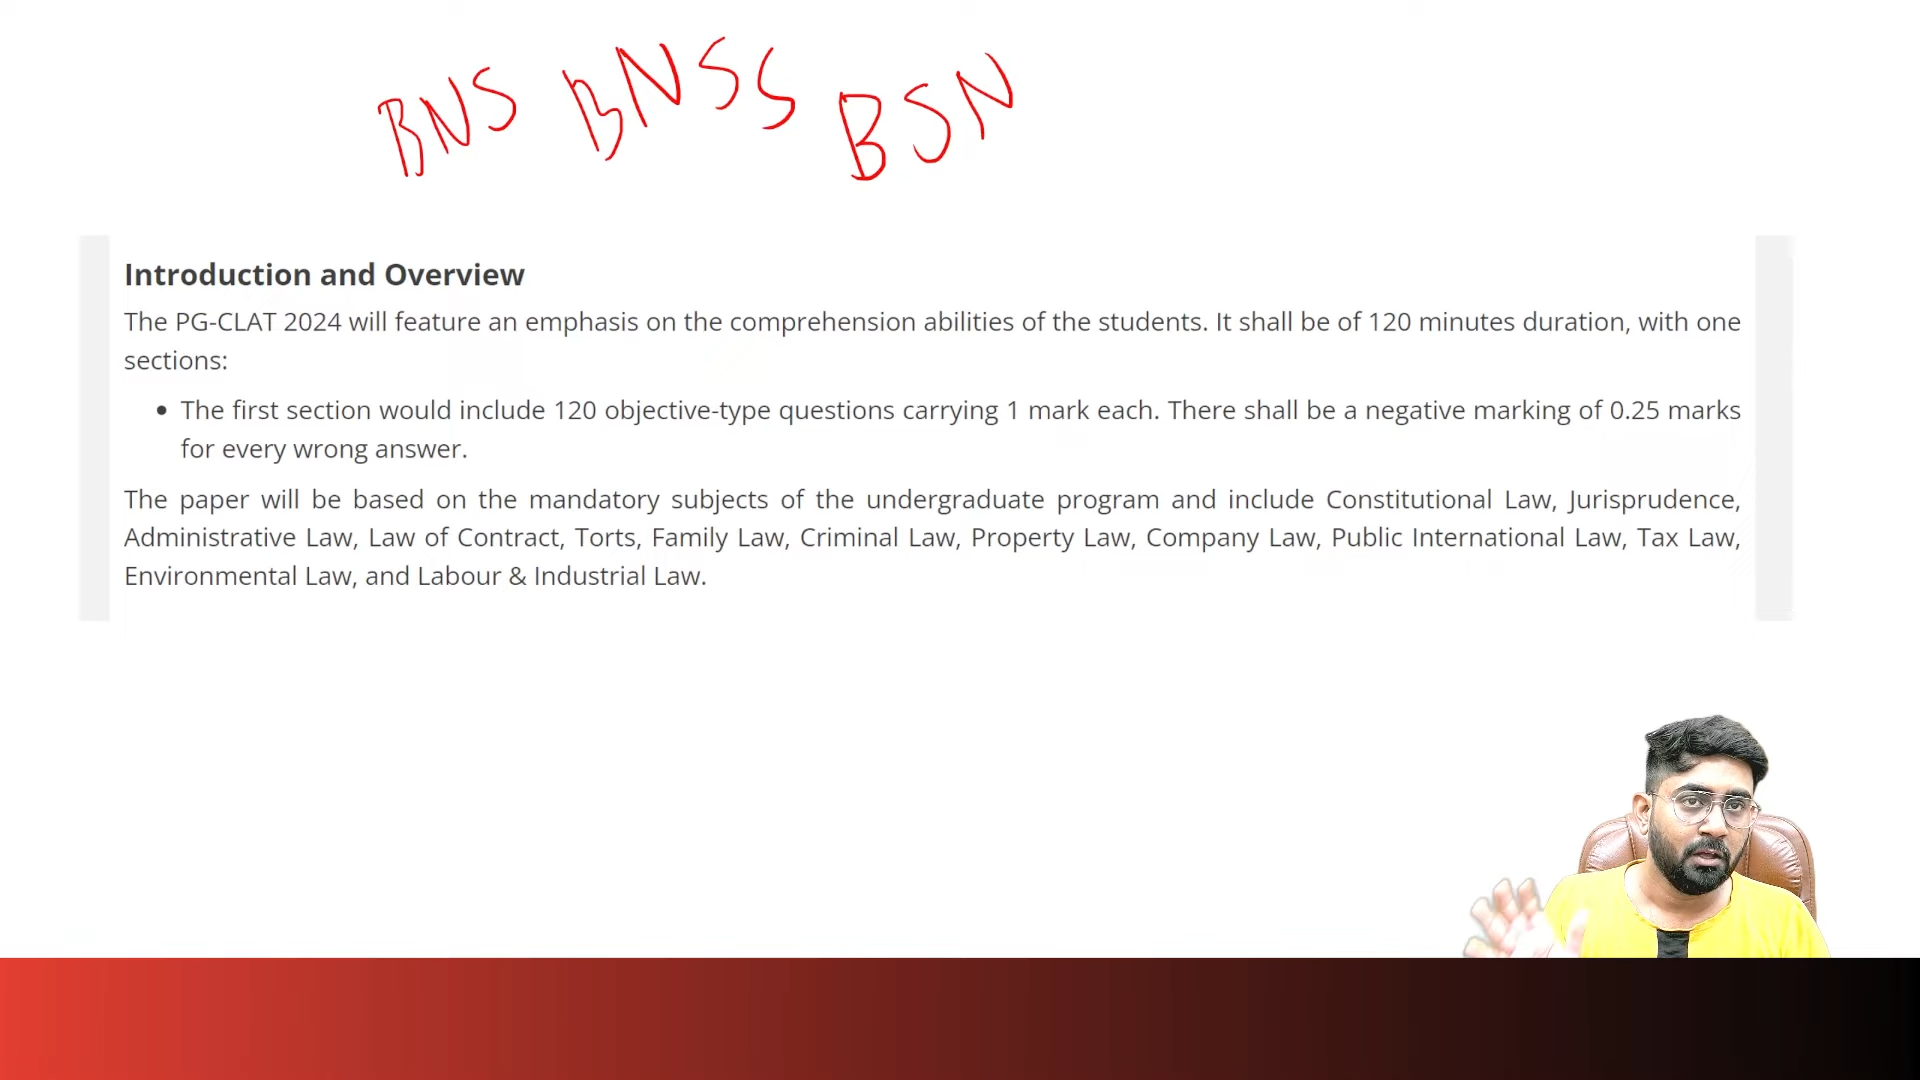 BNS BNSS BSN
Introduction and Overview
The PG-CLAT 2024 will feature an emphasis on the comprehension abilities of the students. It shall be of 120 minutes duration, with one
sections:
• The first section would include 120 objective-type questions carrying 1 mark each. There shall be a negative marking of 0.25 marks
for every wrong answer.
The paper will be based on the mandatory subjects of the undergraduate program and include Constitutional Law, Jurisprudence,
Administrative Law, Law of Contract, Torts, Family Law, Criminal Law, Property Law, Company Law, Public International Law, Tax Law,
Environmental Law, and Labour & Industrial Law.